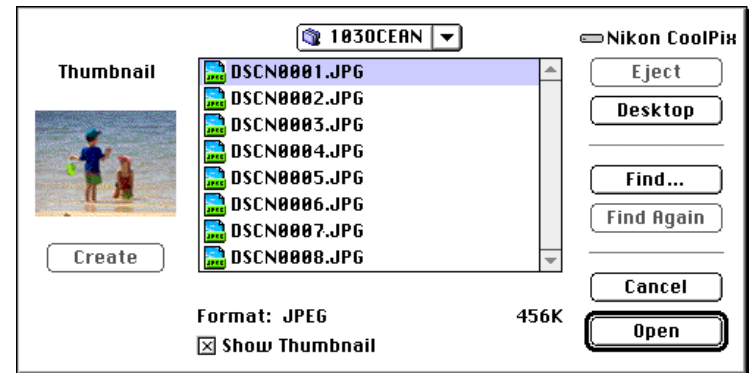 103OCEAN
Nikon CoolPix
Thumbnail
DSCN0001.JPG
DSCN0002.JPG
DSCN0003.JPG
DSCN0004.JPG
DSCN0005.JPG
DSCN0006.JPG
DSCN0007.JPG
DSCN0008.JPG
Create
Eject
Desktop
Find...
Find Again
Cancel
Open
Format: JPEG 456K
Show Thumbnail